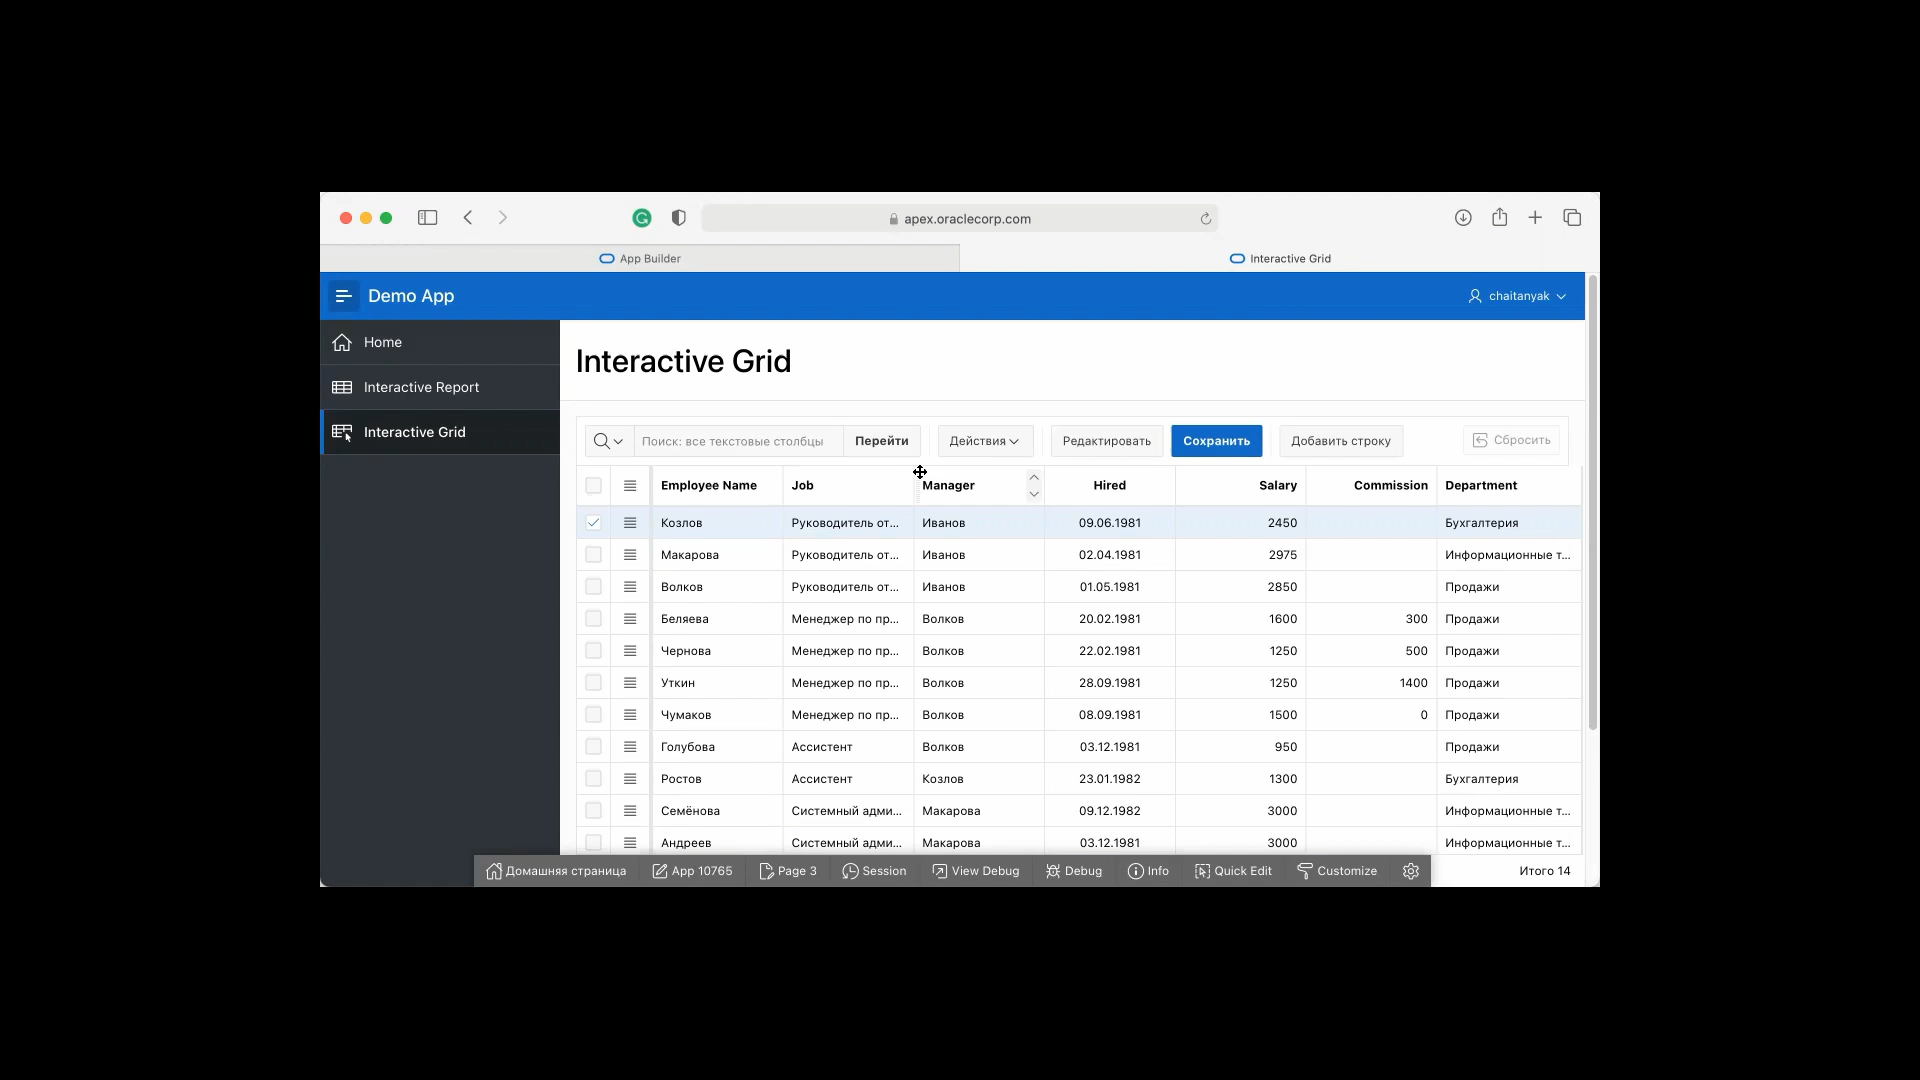 apex.oraclecorp.com
App Builder
Interactive Grid
Demo App
chaitanyak
Home
Interactive Report
Interactive Grid
Interactive Grid
Поиск: все текстовые столбцы Перейти Действия Редактировать Сохранить Добавить строку Сбросить
Employee Name Job Manager Hired Salary Commission Department
Козлов Руководитель от... Иванов 09.06.1981 2450 Бухгалтерия
Макарова Руководитель от... Иванов 02.04.1981 2975 Информационные т...
Волков Руководитель от... Иванов 01.05.1981 2850 Продажи
Беляева Менеджер по пр... Волков 20.02.1981 1600 300 Продажи
Чернова Менеджер по пр... Волков 22.02.1981 1250 500 Продажи
Уткин Менеджер по пр... Волков 28.09.1981 1250 1400 Продажи
Чумаков Менеджер по пр... Волков 08.09.1981 1500 0 Продажи
Голубова Ассистент Волков 03.12.1981 950 Продажи
Ростов Ассистент Козлов 23.01.1982 1300 Бухгалтерия
Семёнова Системный адми... Макарова 09.12.1982 3000 Информационные т...
Андреев Системный адми... Макарова 03.12.1981 3000 Информационные т...
Домашняя страница App 10765 Page 3 Session View Debug Debug Info Quick Edit Customize
Итого 14